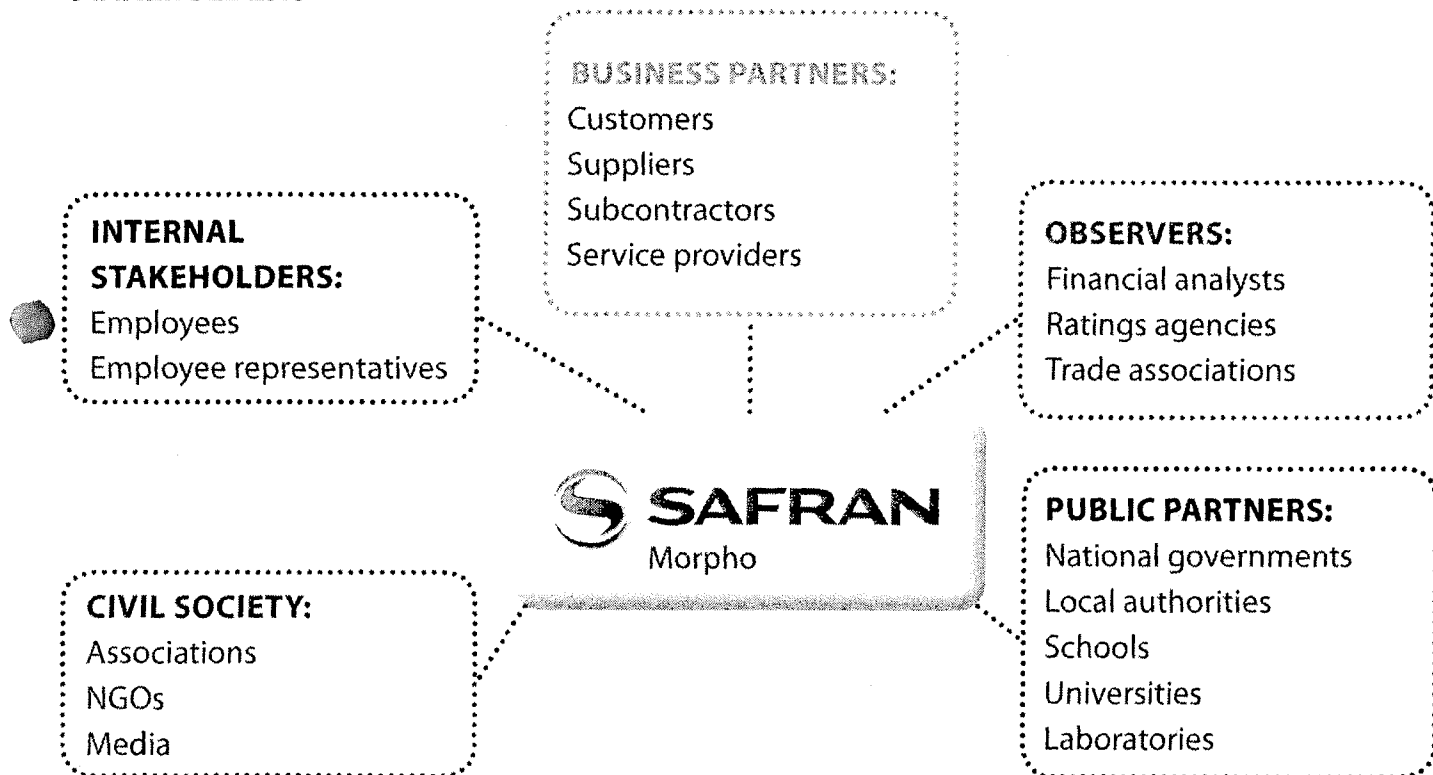 BUSINESS PARTNERS:
Customers
Suppliers
Subcontractors
Service providers
INTERNAL
STAKEHOLDERS:
Employees
Employee representatives
OBSERVERS:
Financial analysts
Ratings agencies
Trade associations
SAFRAN
Morpho
CIVIL SOCIETY:
Associations
NGOs
Media
PUBLIC PARTNERS:
National governments
Local authorities
Schools
Universities
Laboratories